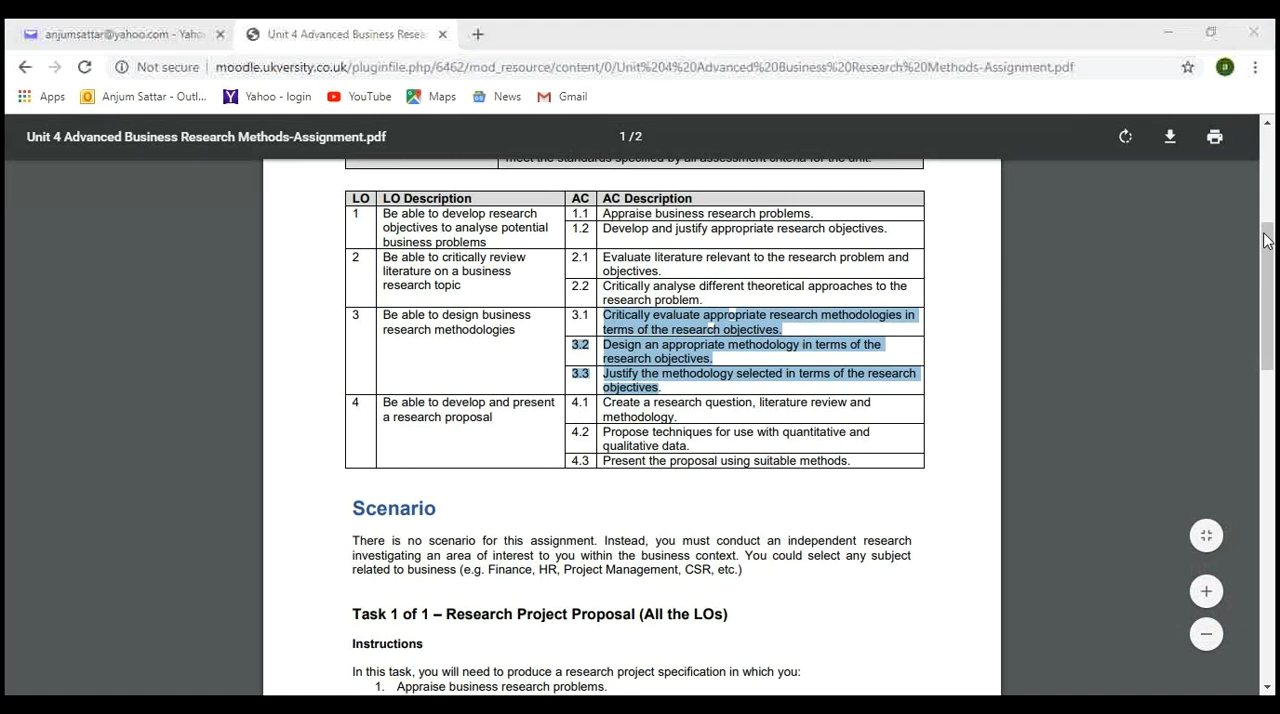 anjumsattar@yahoo.com - Yaho
Unit 4 Advanced Business Resea
Not secure
moodle.ukversity.co.uk/pluginfile.php/6462/mod_resource/content/0/Unit%204%20Advanced%20Business%20Research%20Methods-Assignment.pdf
a
Apps
Anjum Sattar - Outl...
Yahoo - login
YouTube
Maps
News
Gmail
Unit 4 Advanced Business Research Methods-Assignment.pdf
1 / 2
meet the standards specified by all assessment criteria for the unit.
LO LO Description AC AC Description
1 Be able to develop research 1.1 Appraise business research problems.
objectives to analyse potential 1.2 Develop and justify appropriate research objectives.
business problems
2 Be able to critically review 2.1 Evaluate literature relevant to the research problem and
literature on a business objectives.
research topic 2.2 Critically analyse different theoretical approaches to the
research problem.
3 Be able to design business 3.1 Critically evaluate appropriate research methodologies in
research methodologies terms of the research objectives.
3.2 Design an appropriate methodology in terms of the
research objectives.
3.3 Justify the methodology selected in terms of the research
objectives.
4 Be able to develop and present 4.1 Create a research question, literature review and
a research proposal methodology.
4.2 Propose techniques for use with quantitative and
qualitative data.
4.3 Present the proposal using suitable methods.
Scenario
There is no scenario for this assignment. Instead, you must conduct an independent research
investigating an area of interest to you within the business context. You could select any subject
related to business (e.g. Finance, HR, Project Management, CSR, etc.)
Task 1 of 1 – Research Project Proposal (All the LOs)
Instructions
In this task, you will need to produce a research project specification in which you:
1. Appraise business research problems.